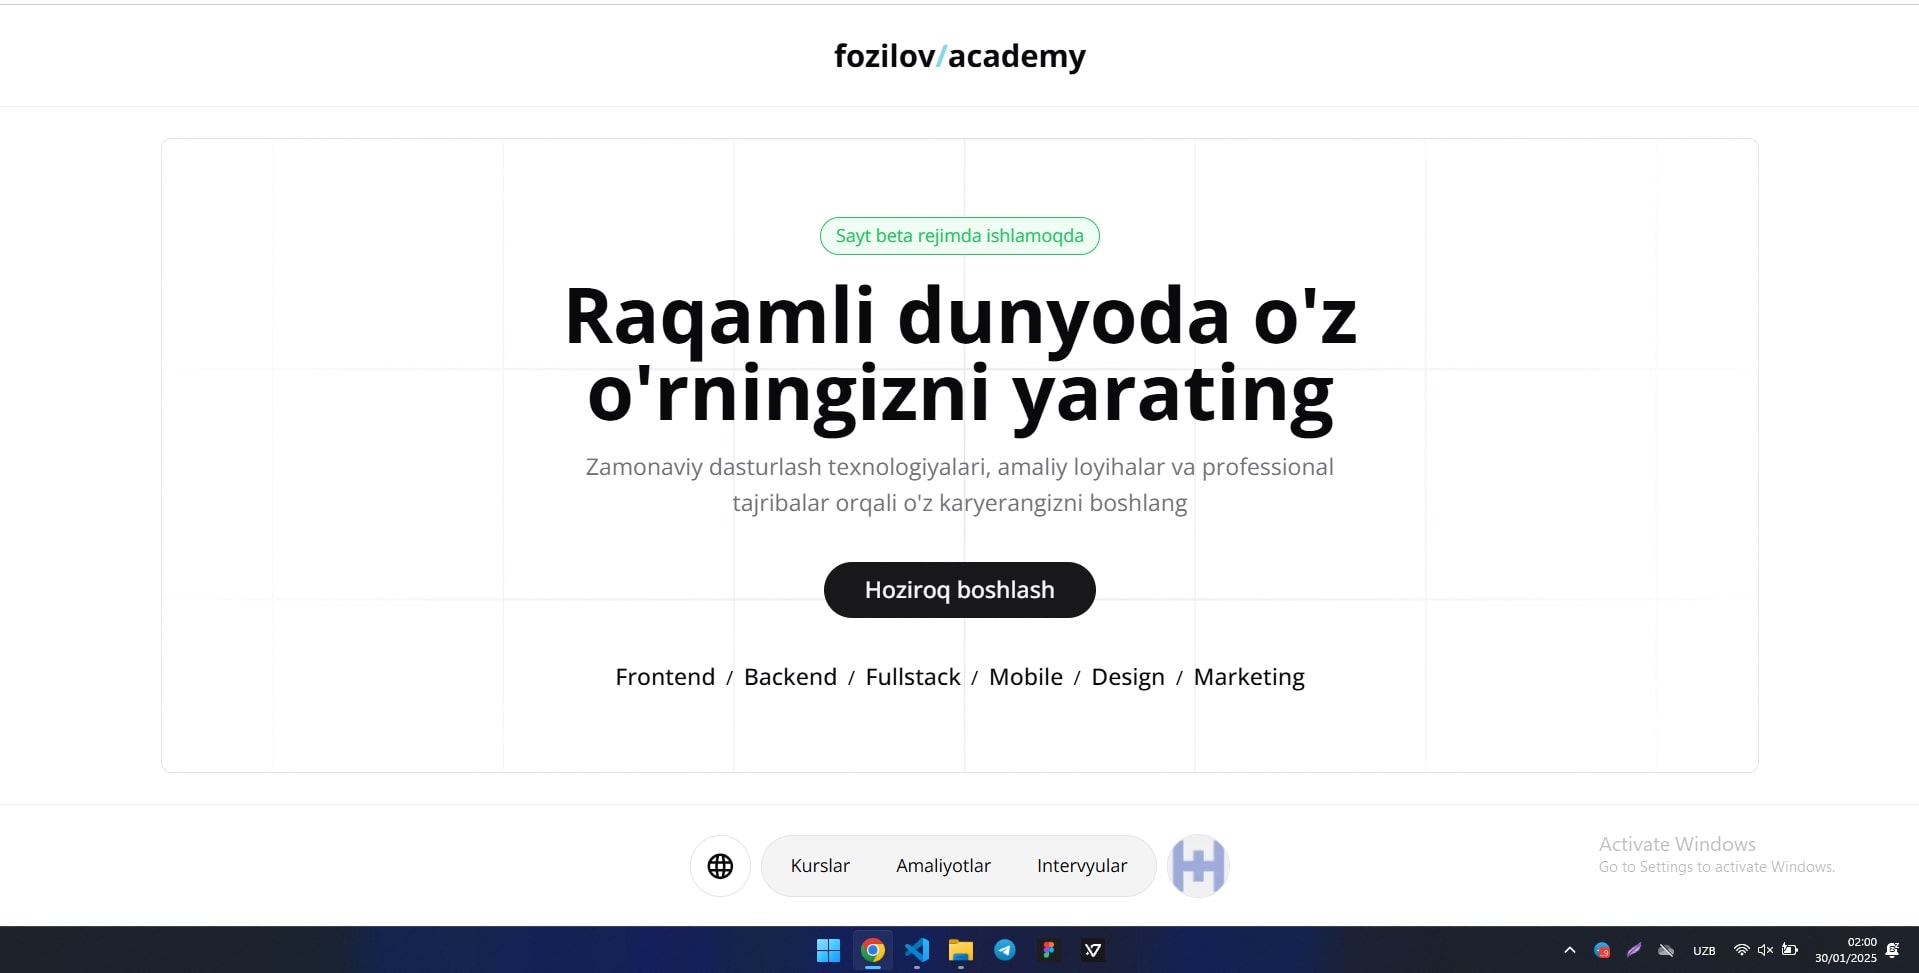 fozilov/academy
Sayt beta rejimda ishlamoqda
Raqamli dunyoda o'z
o'rningizni yarating
Zamonaviy dasturlash texnologiyalari, amaliy loyihalar va professional
tajribalar orqali o'z karyerangizni boshlang
Hoziroq boshlash
Frontend / Backend / Fullstack / Mobile / Design / Marketing
Kurslar Amaliyotlar Intervyular
Activate Windows
Go to Settings to activate Windows.
UZB
02:00
30/01/2025